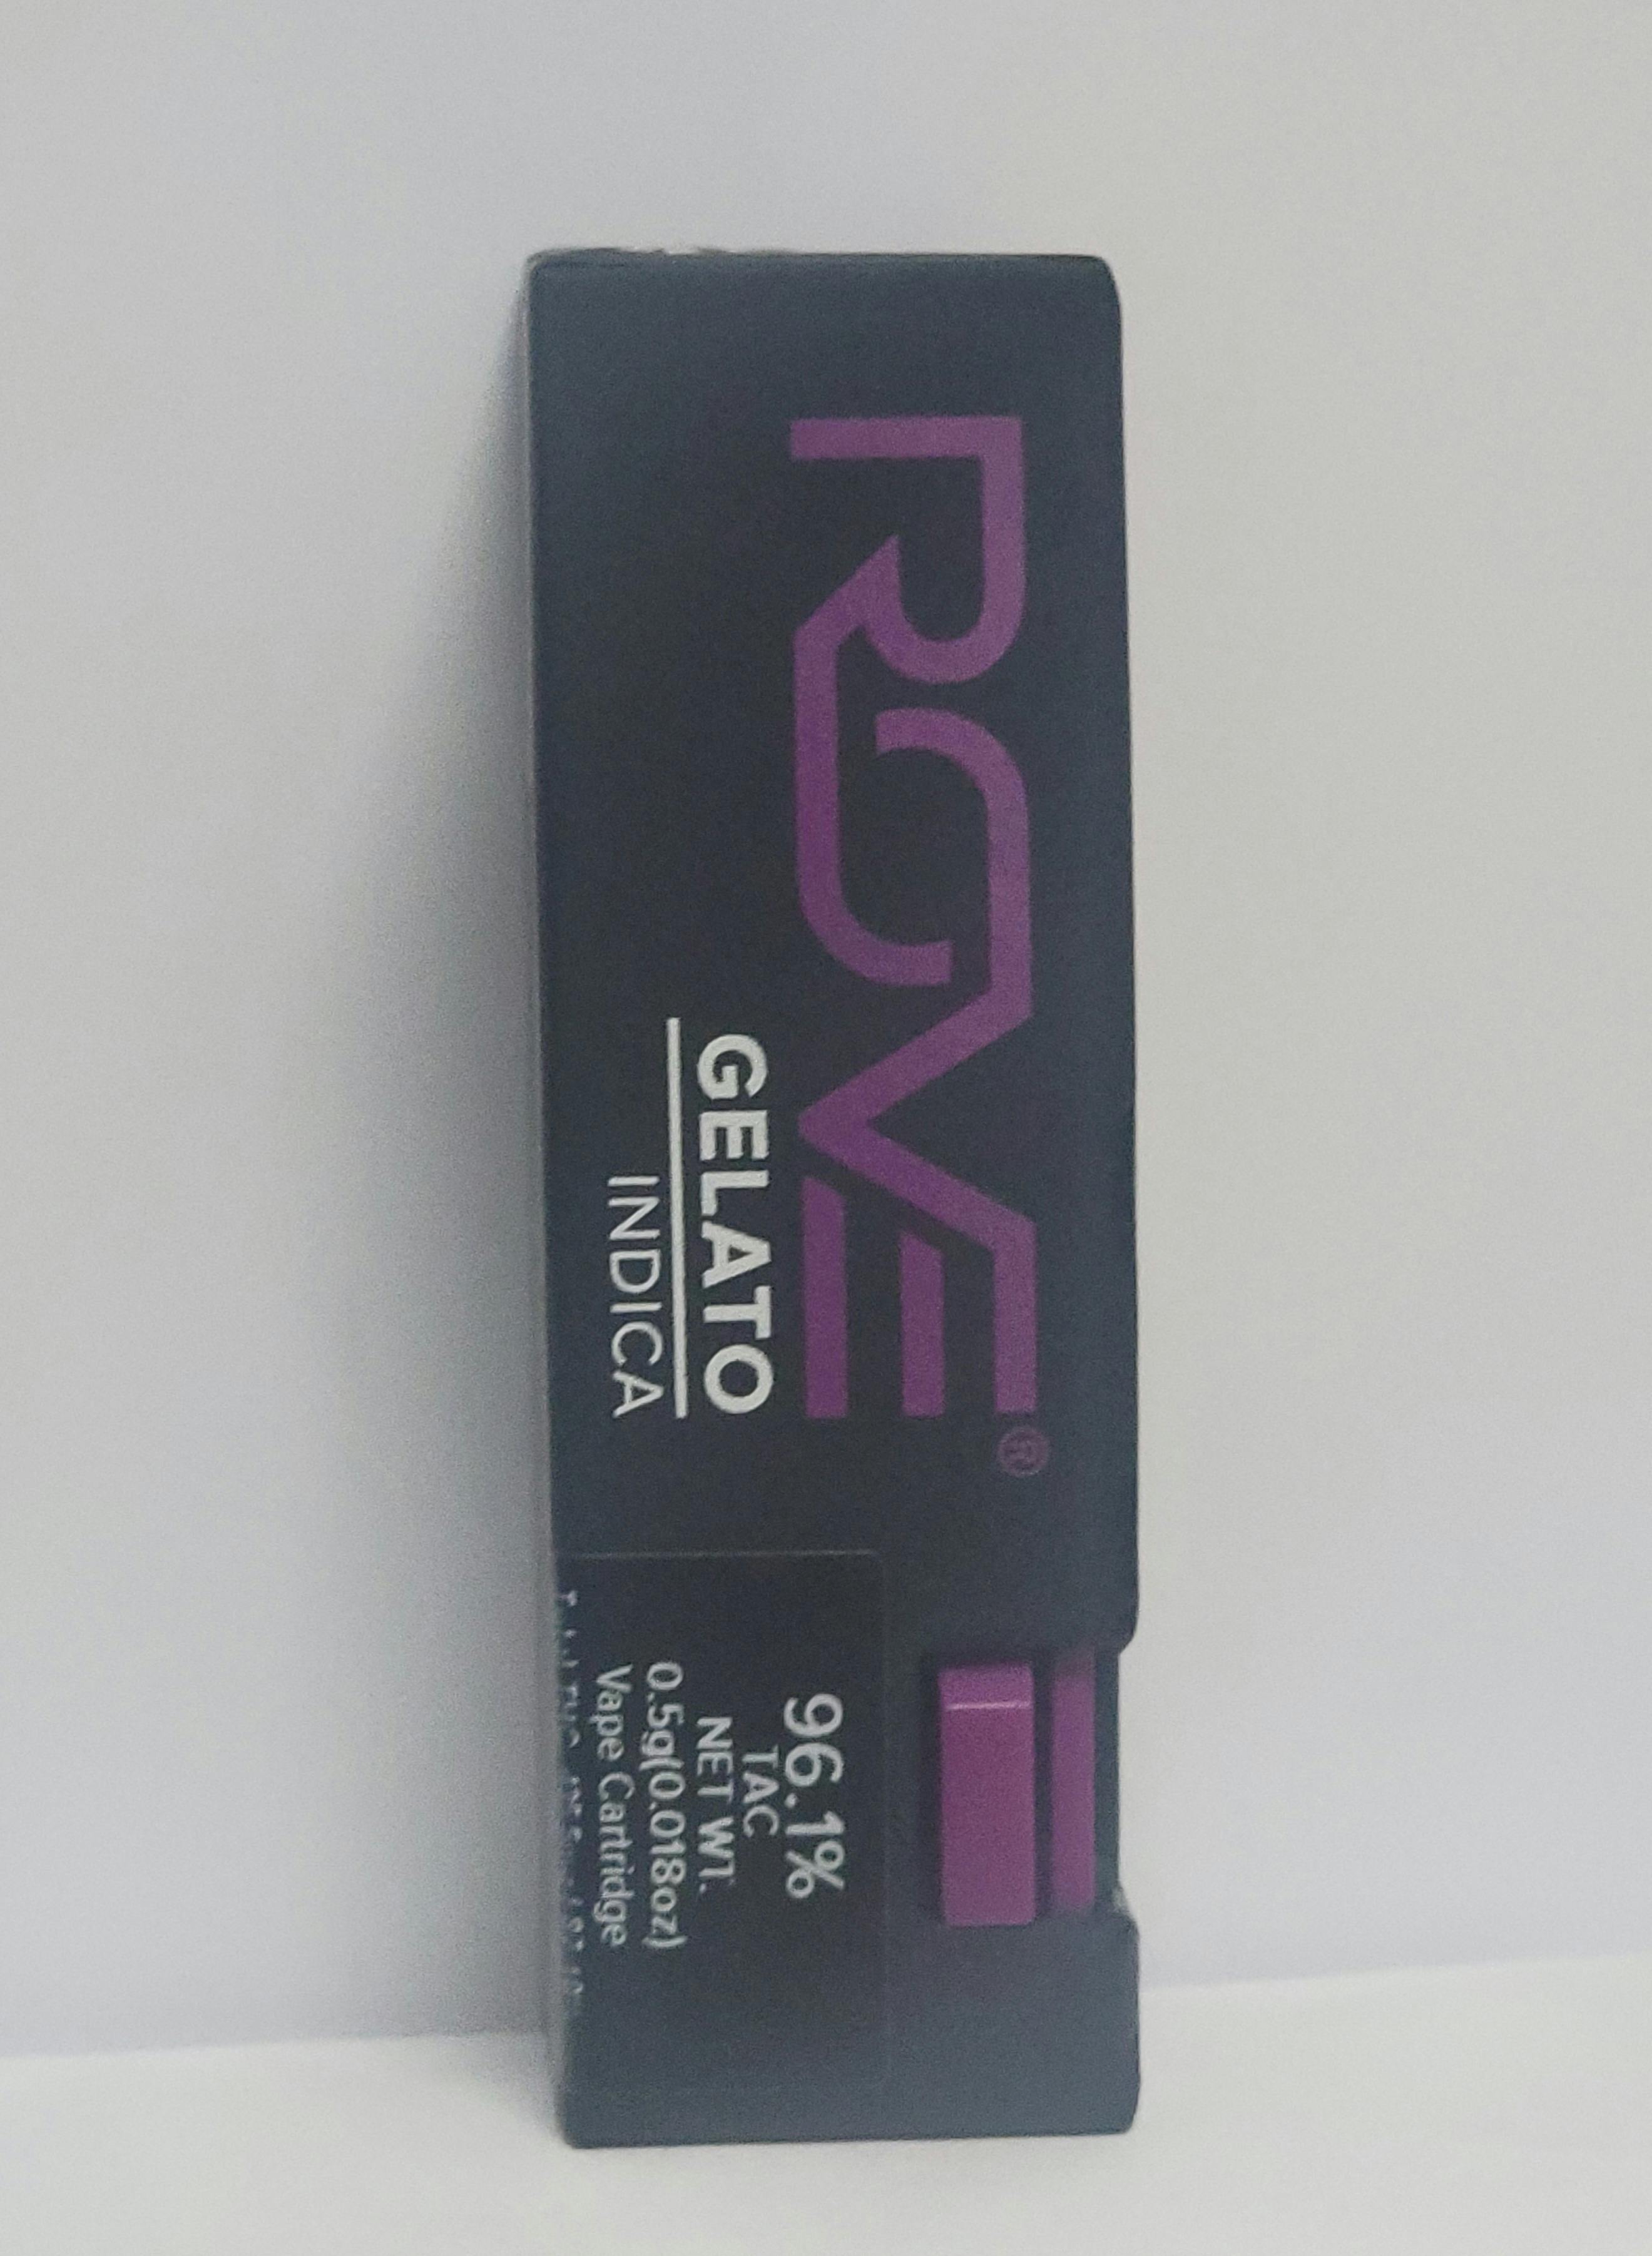 ROVE®
GELATO
INDICA
96.1%
TAC
NET WT.
0.5g(0.018oz)
Vape Cartridge